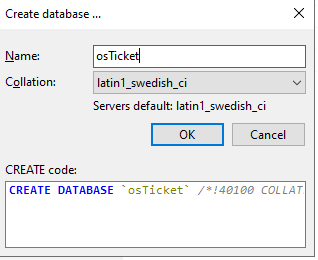 Create database ...
Name:
osTicket
Collation:
latin1_swedish_ci
Servers default: latin1_swedish_ci
OK
Cancel
CREATE code:
CREATE DATABASE `osTicket` /*!40100 COLLAT